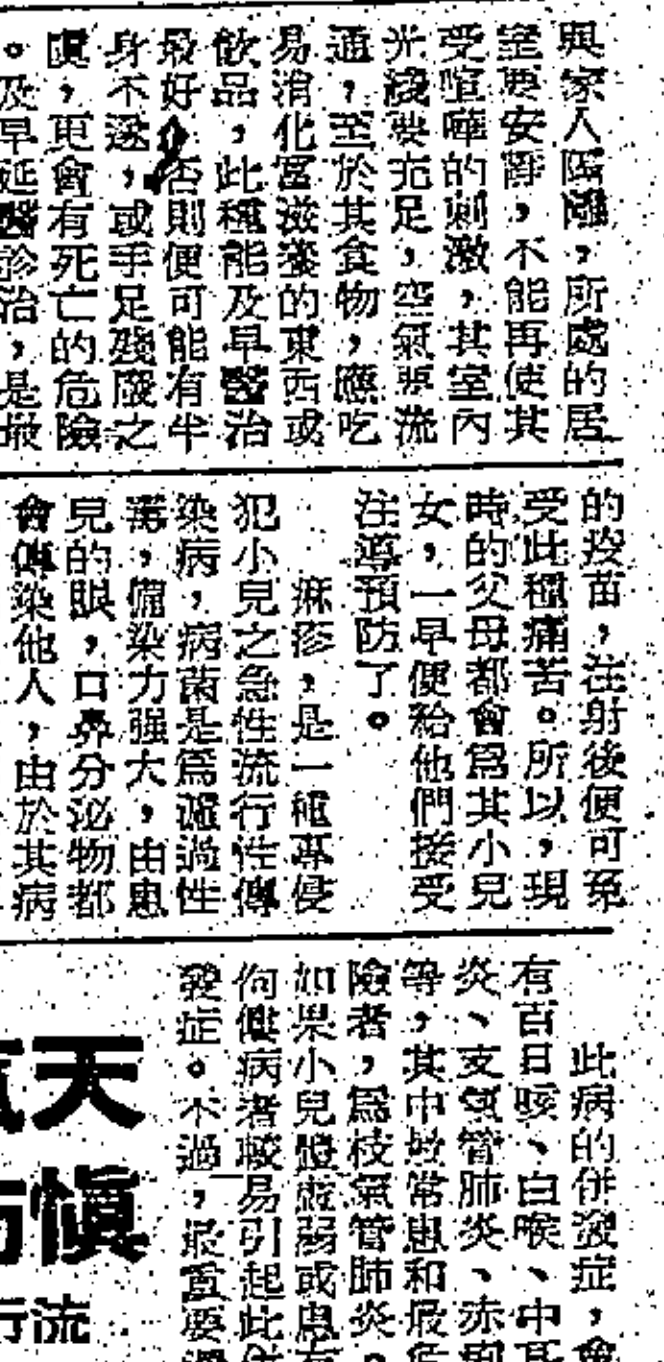 與家人隔離，所處的居
室要安靜，不能再使其
受喧嘩的刺激，其室內
光綫要充足，空氣要流
通，至於其食物，應吃
易消化富滋養的東西或
飲品，此種能及早醫治
最好，否則便可能有半
身不遂，或手足殘廢之
虞，更會有死亡的危險
。及早延醫診治，是最
的疫苗，注射後便可免
受此種痛苦。所以，現
時的父母都會爲其小兒
女，一早便給他們接受
注導預防了。
麻疹，是一種專侵
犯小兒之急性流行性傳
染病，病菌是爲濾過性
毒，傳染力强大，由患
兒的眼，口鼻分泌物都
會傳染他人，由於其病
此病的併發症，會
有百日咳、白喉、中耳
炎、支氣管肺炎、赤痢
等，其中最常患和最危
險者，爲枝氣管肺炎。
如果小兒體虛弱或患有
佝僂病者較易引起此併
發症。不過，最重要
天
慎
流行